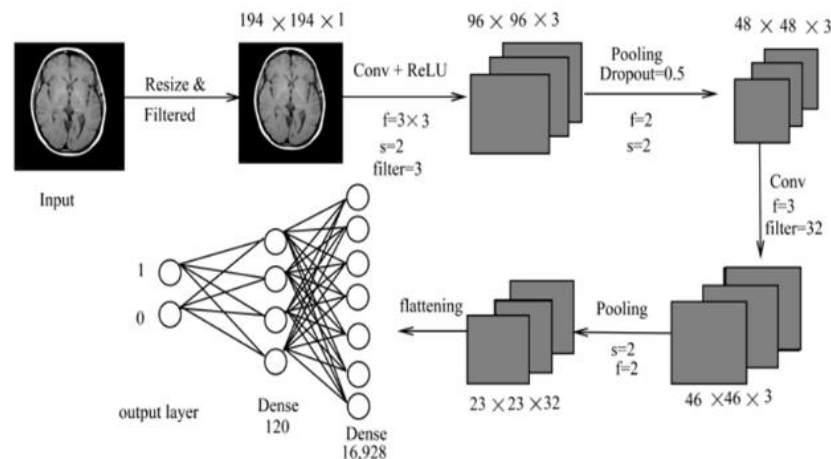 194 × 194 × 1
96 × 96 × 3
48 × 48 × 3
Resize &
Filtered
Conv + ReLU
f=3× 3
s=2
filter=3
Pooling
Dropout=0.5
f=2
s=2
Input
Conv
f=3
filter=32
46 ×46 × 3
Pooling
s=2
f=2
23 ×23 ×32
flattening
Dense
16,928
Dense
120
1
0
output layer